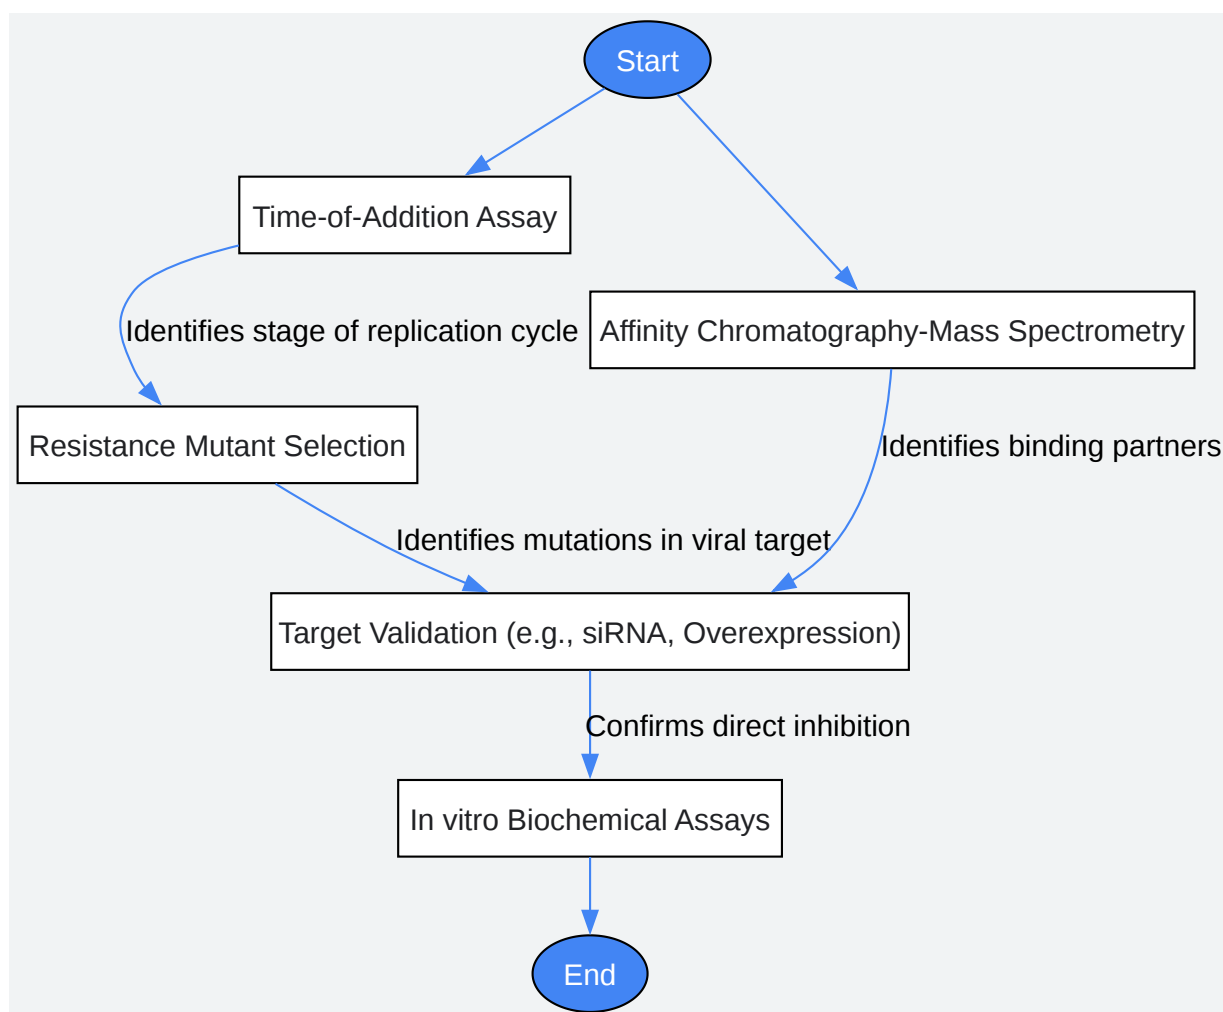 Start
Time-of-Addition Assay
Identifies stage of replication cycle
Affinity Chromatography-Mass Spectrometry
Resistance Mutant Selection
Identifies binding partners
Identifies mutations in viral target
Target Validation (e.g., siRNA, Overexpression)
Confirms direct inhibition
In vitro Biochemical Assays
End